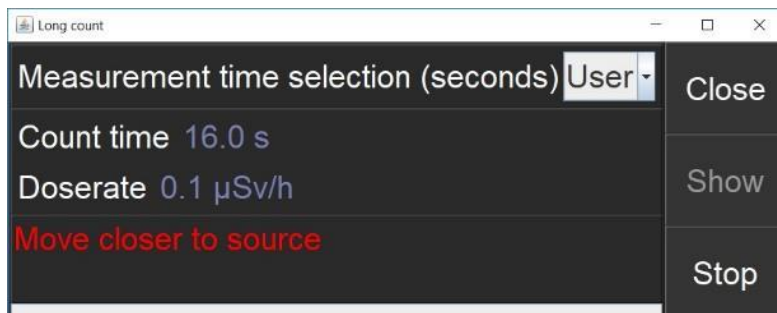 Long count
Measurement time selection (seconds) User
Close
Count time 16.0 s
Doserate 0.1 µSv/h
Show
Move closer to source
Stop